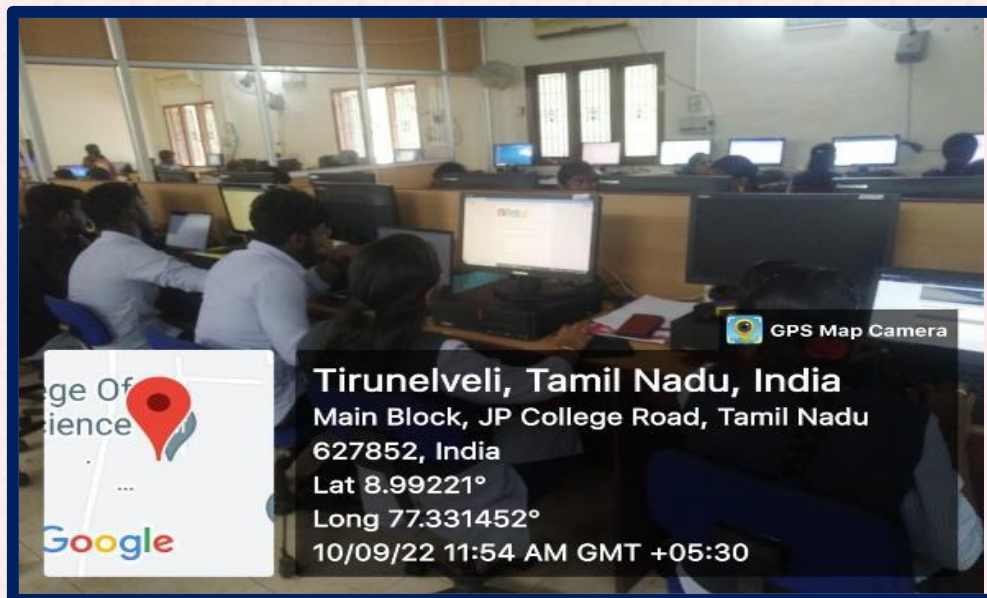 GPS Map Camera
ege Of
ience
Google
Tirunelveli, Tamil Nadu, India
Main Block, JP College Road, Tamil Nadu
627852, India
Lat 8.99221°
Long 77.331452°
10/09/22 11:54 AM GMT +05:30